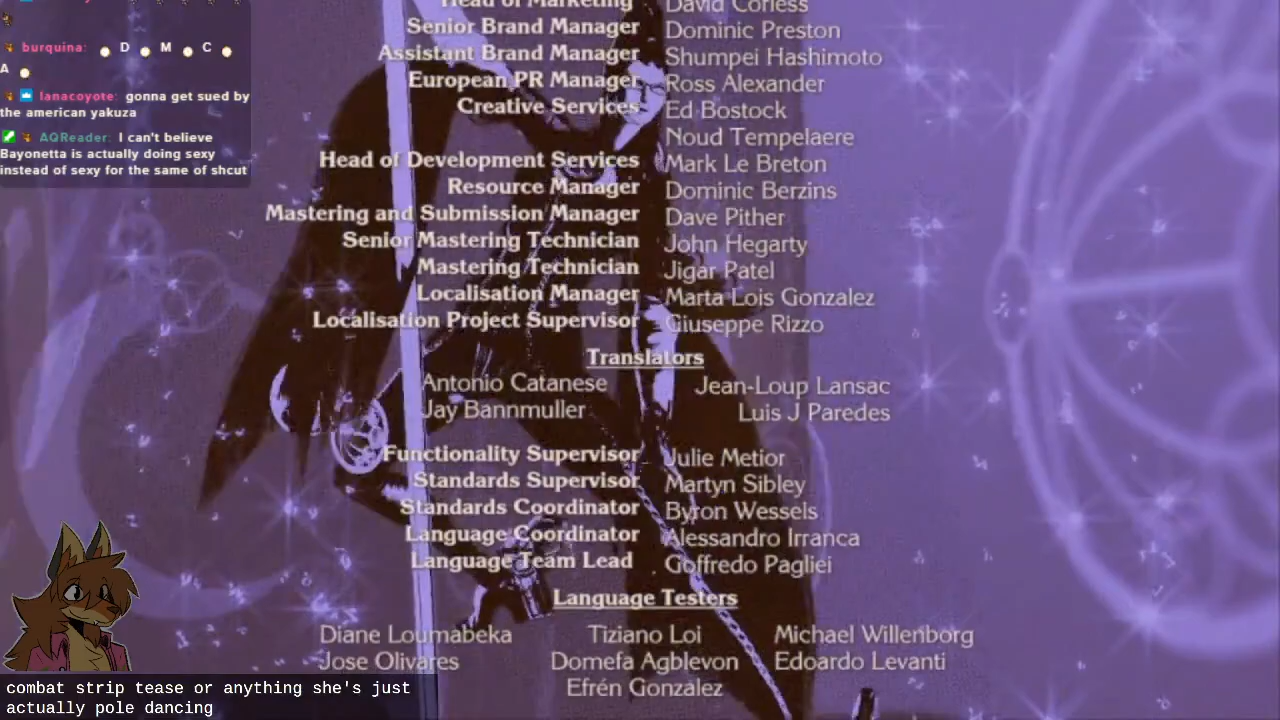 burquina: D M C
A
lanacoyote: gonna get sued by
the american yakuza
AQReader: I can't believe
Bayonetta is actually doing sexy
instead of sexy for the same of shcut
Head of Marketing David Corless
Senior Brand Manager Dominic Preston
Assistant Brand Manager Shumpei Hashimoto
European PR Manager Ross Alexander
Creative Services Ed Bostock
Noud Tempelaere
Head of Development Services Mark Le Breton
Resource Manager Dominic Berzins
Mastering and Submission Manager Dave Pither
Senior Mastering Technician John Hegarty
Mastering Technician Jigar Patel
Localisation Manager Marta Lois Gonzalez
Localisation Project Supervisor Giuseppe Rizzo
Translators
Antonio Catanese Jean-Loup Lansac
Jay Bannmuller Luis J Paredes
Functionality Supervisor Julie Metior
Standards Supervisor Martyn Sibley
Standards Coordinator Byron Wessels
Language Coordinator Alessandro Irranca
Language Team Lead Goffredo Pagliei
Language Testers
Diane Loumabeka Tiziano Loi Michael Willenborg
Jose Olivares Domefa Agblevon Edoardo Levanti
Efrén Gonzalez
combat strip tease or anything she's just
actually pole dancing